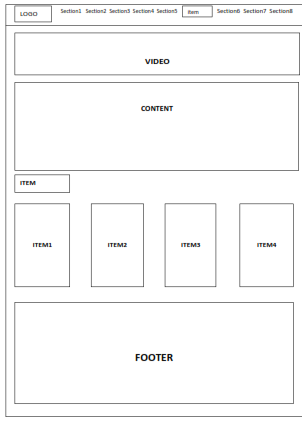 LOGO Section1 Section2 Section3 Section4 Section5 Item Section6 Section7 Section8
VIDEO
CONTENT
ITEM
ITEM1 ITEM2 ITEM3 ITEM4
FOOTER